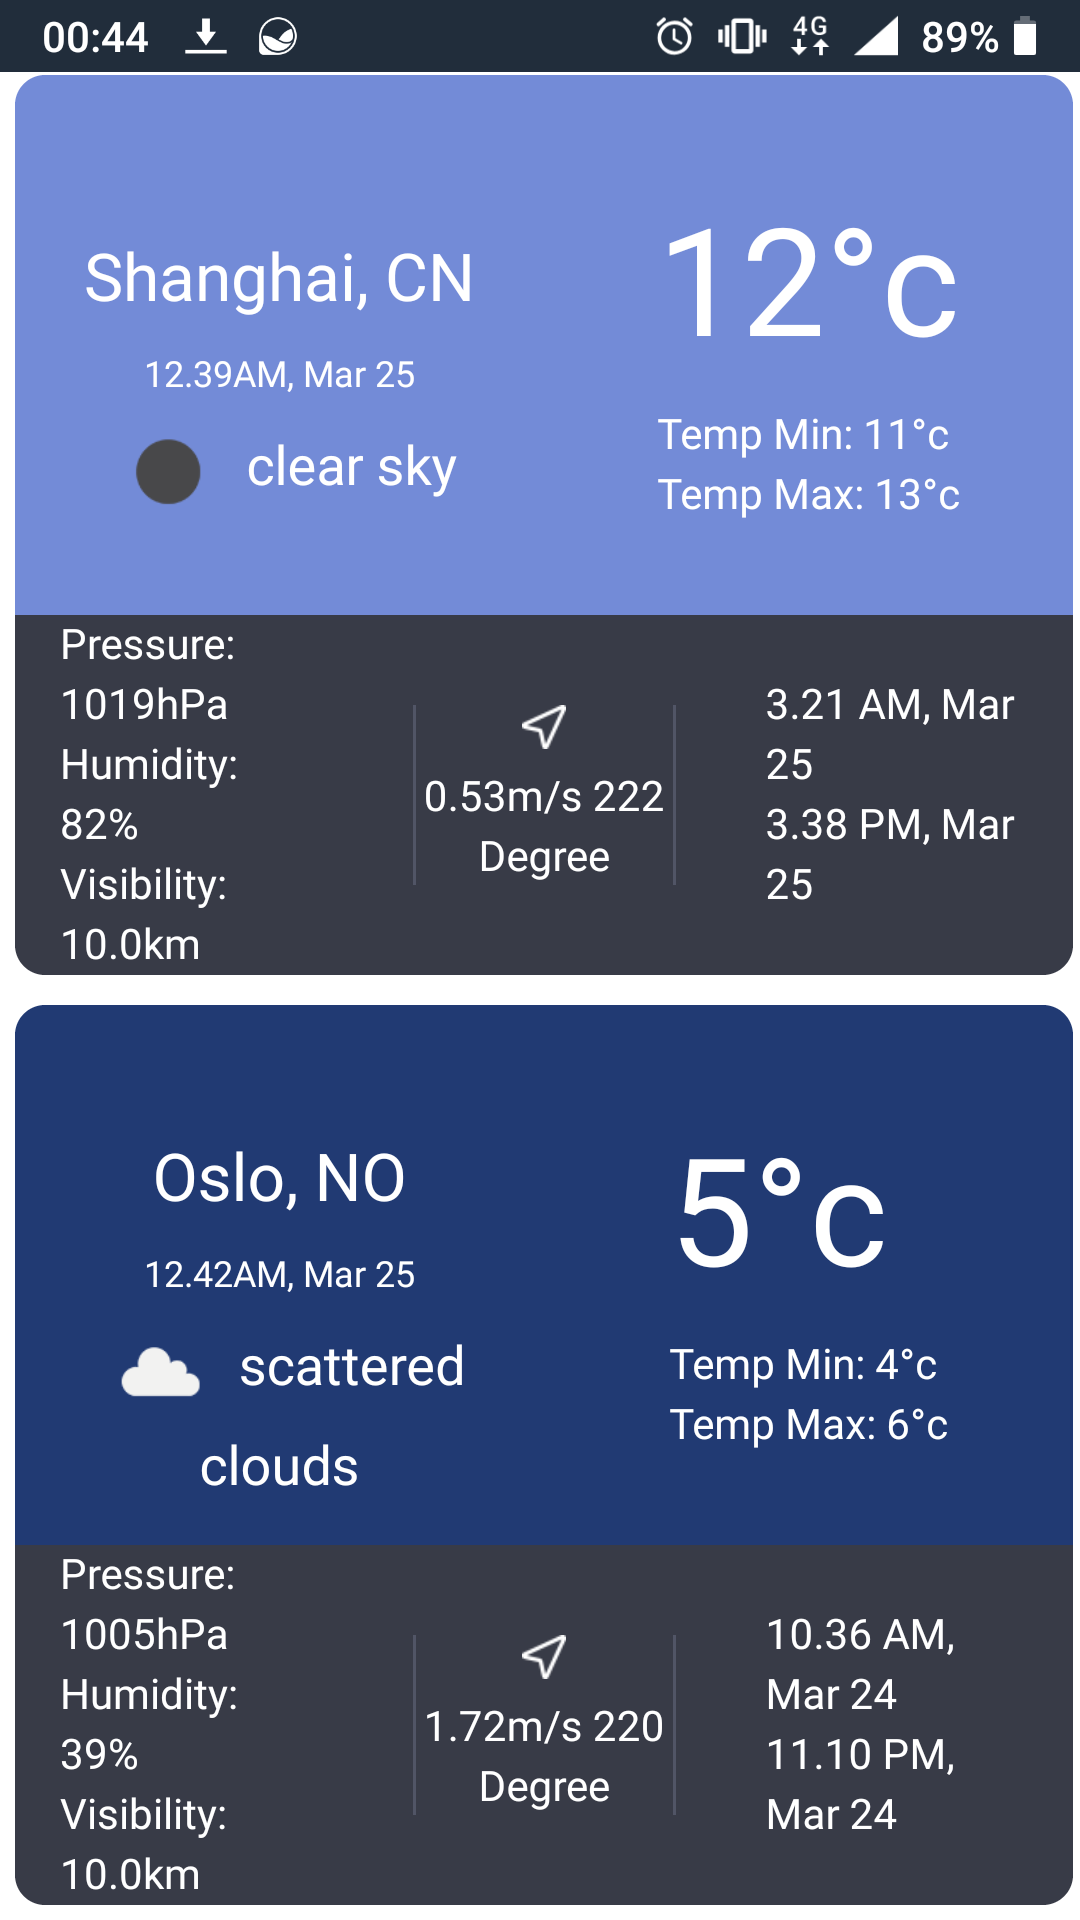 00:44
4G
89%
Shanghai, CN
12°c
12.39AM, Mar 25
clear sky
Temp Min: 11°c
Temp Max: 13°c
Pressure:
1019hPa
Humidity:
82%
Visibility:
10.0km
0.53m/s 222
Degree
3.21 AM, Mar
25
3.38 PM, Mar
25
Oslo, NO
5°c
12.42AM, Mar 25
scattered
clouds
Temp Min: 4°c
Temp Max: 6°c
Pressure:
1005hPa
Humidity:
39%
Visibility:
10.0km
1.72m/s 220
Degree
10.36 AM,
Mar 24
11.10 PM,
Mar 24